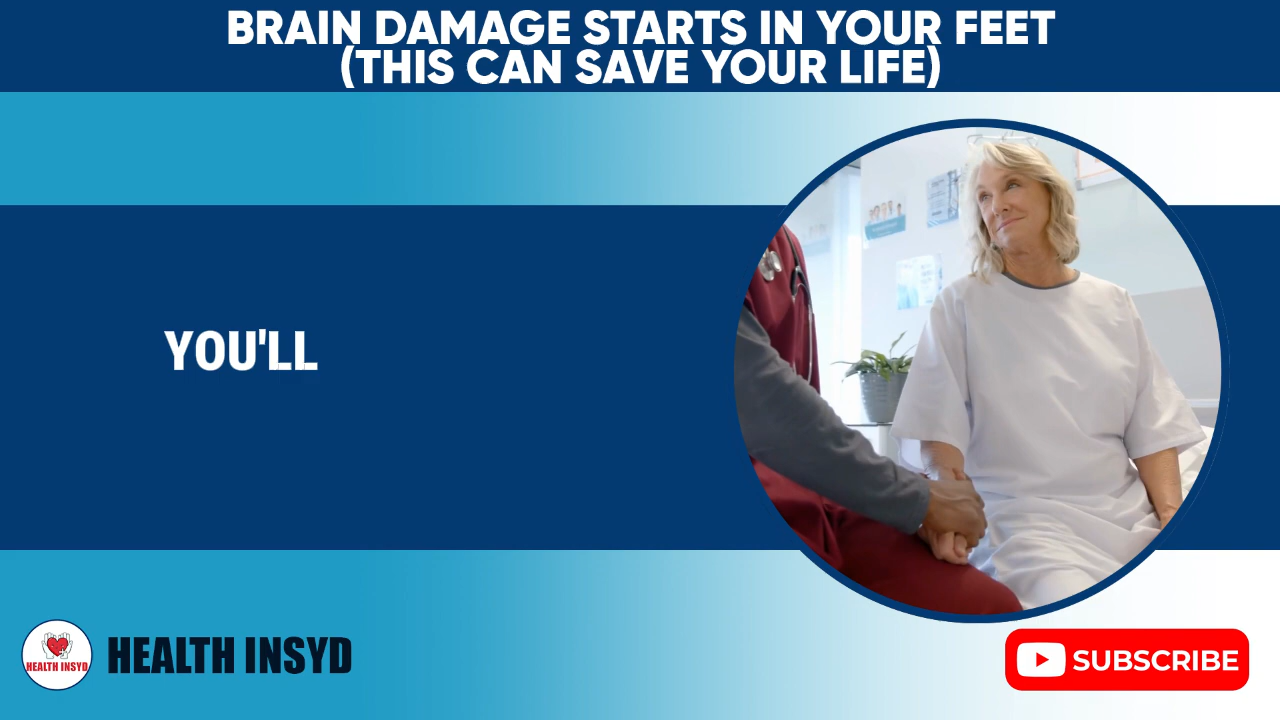 BRAIN DAMAGE STARTS IN YOUR FEET
(THIS CAN SAVE YOUR LIFE)
YOU'LL
HEALTH INSYD
HEALTH INSYD
SUBSCRIBE